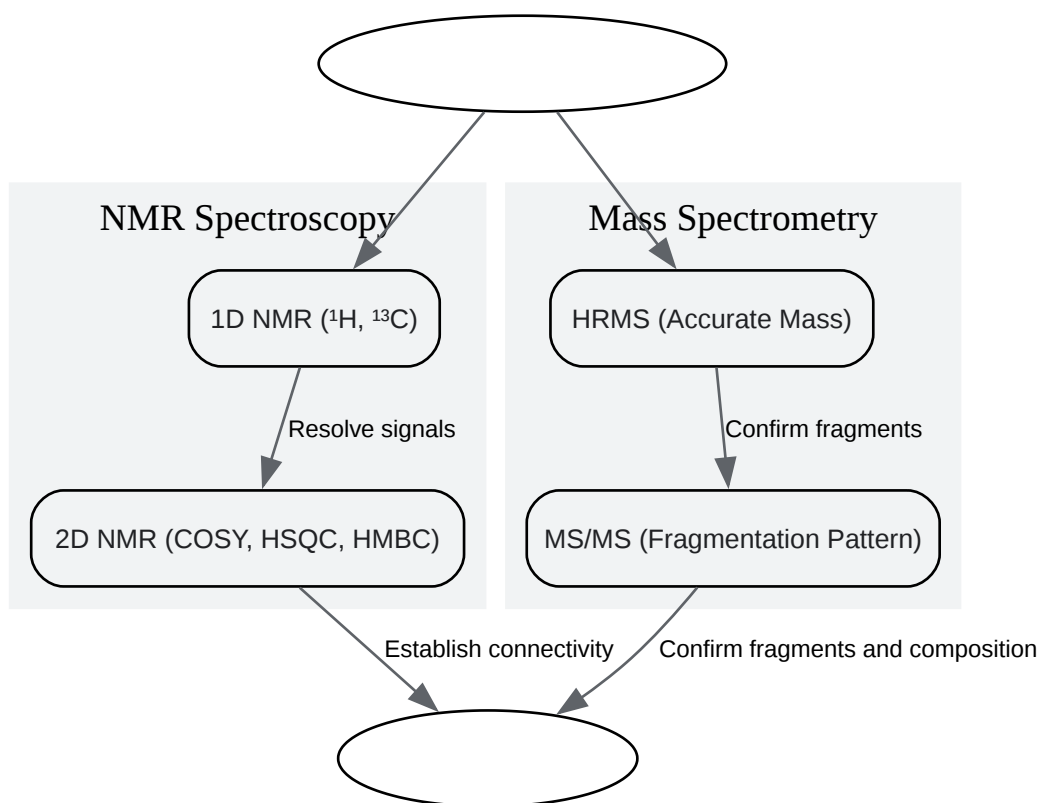 NMR Spectroscopy
Mass Spectrometry
1D NMR (¹H, ¹³C)
HRMS (Accurate Mass)
Resolve signals
Confirm fragments
2D NMR (COSY, HSQC, HMBC)
MS/MS (Fragmentation Pattern)
Establish connectivity
Confirm fragments and composition